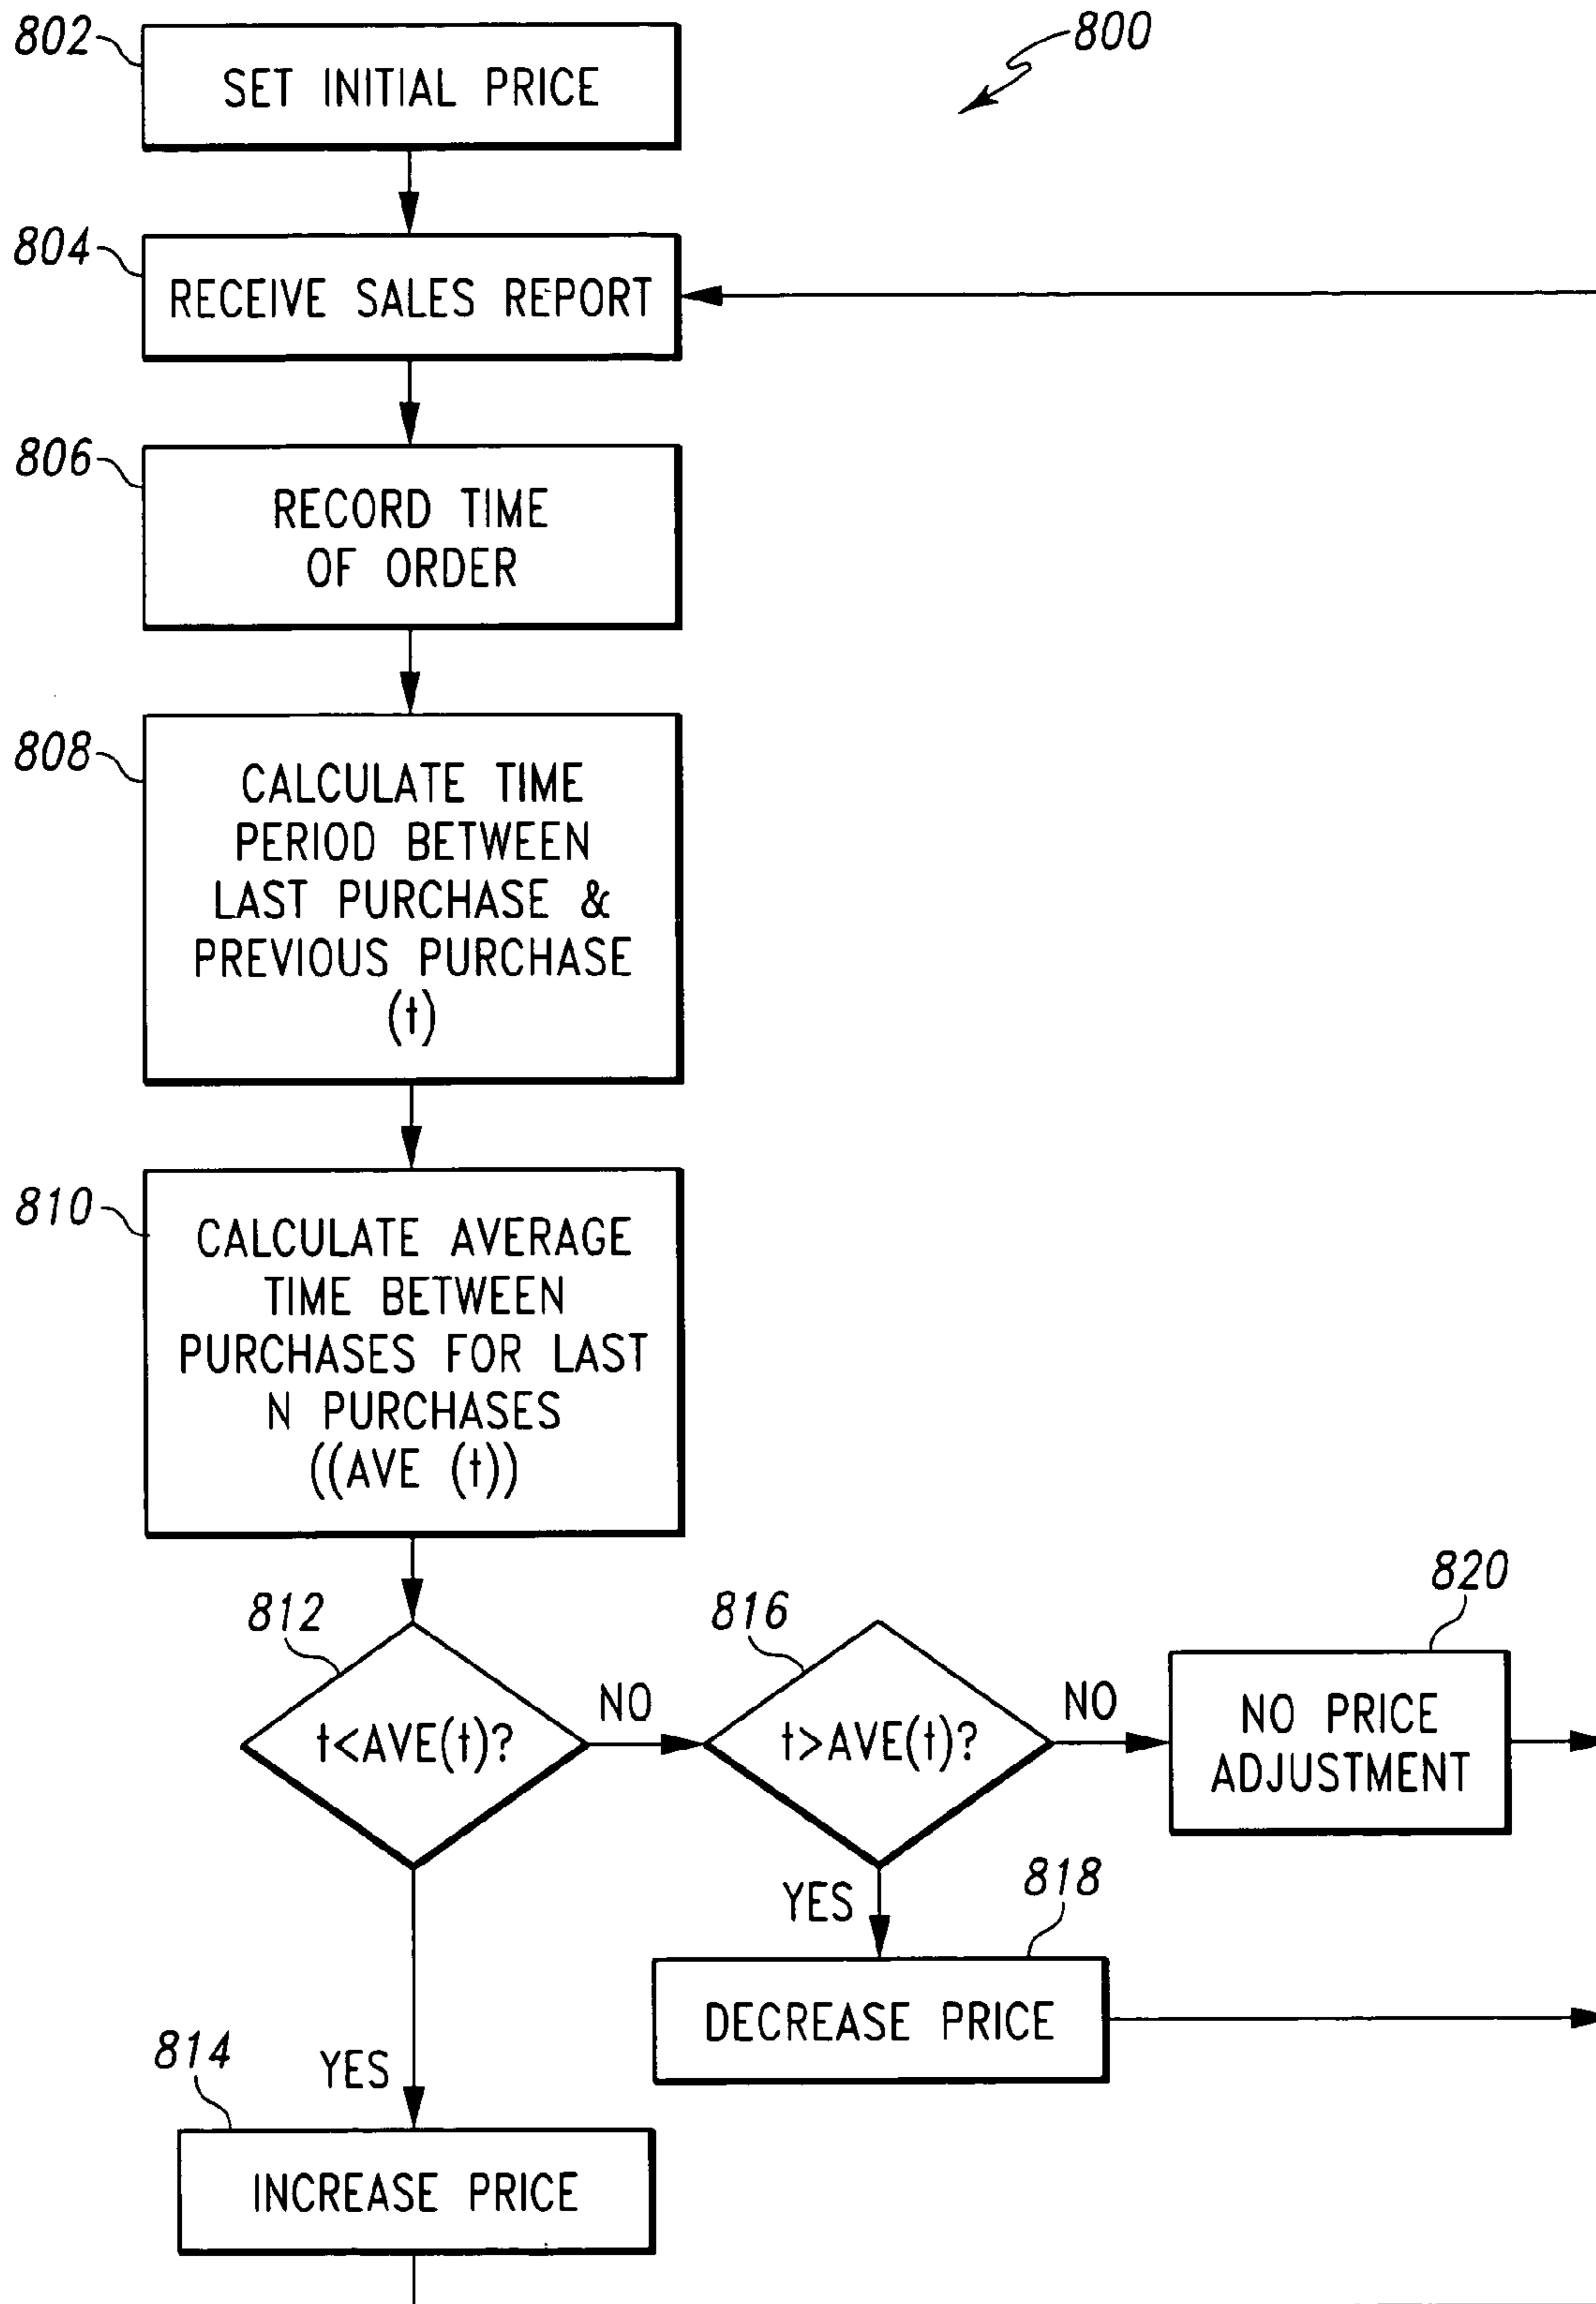 800
802
SET INITIAL PRICE
804
RECEIVE SALES REPORT
806
RECORD TIME
OF ORDER
808
CALCULATE TIME
PERIOD BETWEEN
LAST PURCHASE &
PREVIOUS PURCHASE
(t)
810
CALCULATE AVERAGE
TIME BETWEEN
PURCHASES FOR LAST
N PURCHASES
((AVE (t))
812
t<AVE(t)?
NO
816
t>AVE(t)?
NO
820
NO PRICE
ADJUSTMENT
YES
818
DECREASE PRICE
814
YES
INCREASE PRICE